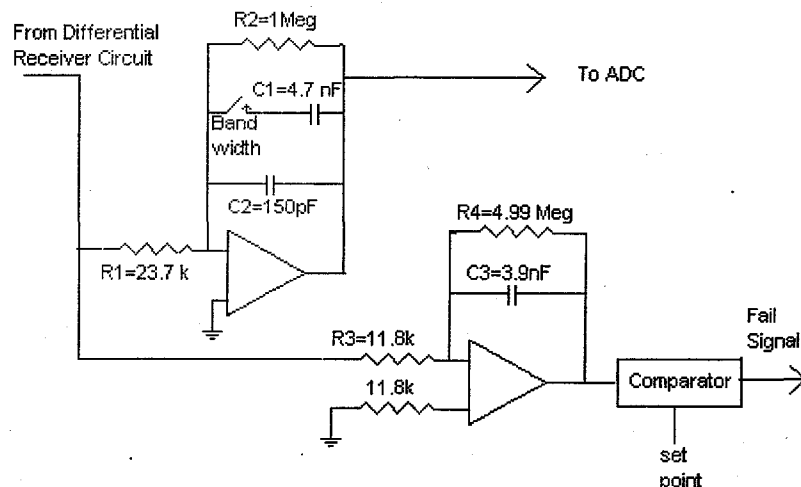 R2=1Meg
From Differential
Receiver Circuit
C1=4.7 nF
To ADC
Band
width
C2=150pF
R1=23.7 k
R4=4.99 Meg
C3=3.9nF
R3=11.8k
11.8k
Fail
Signal
Comparator
set
point